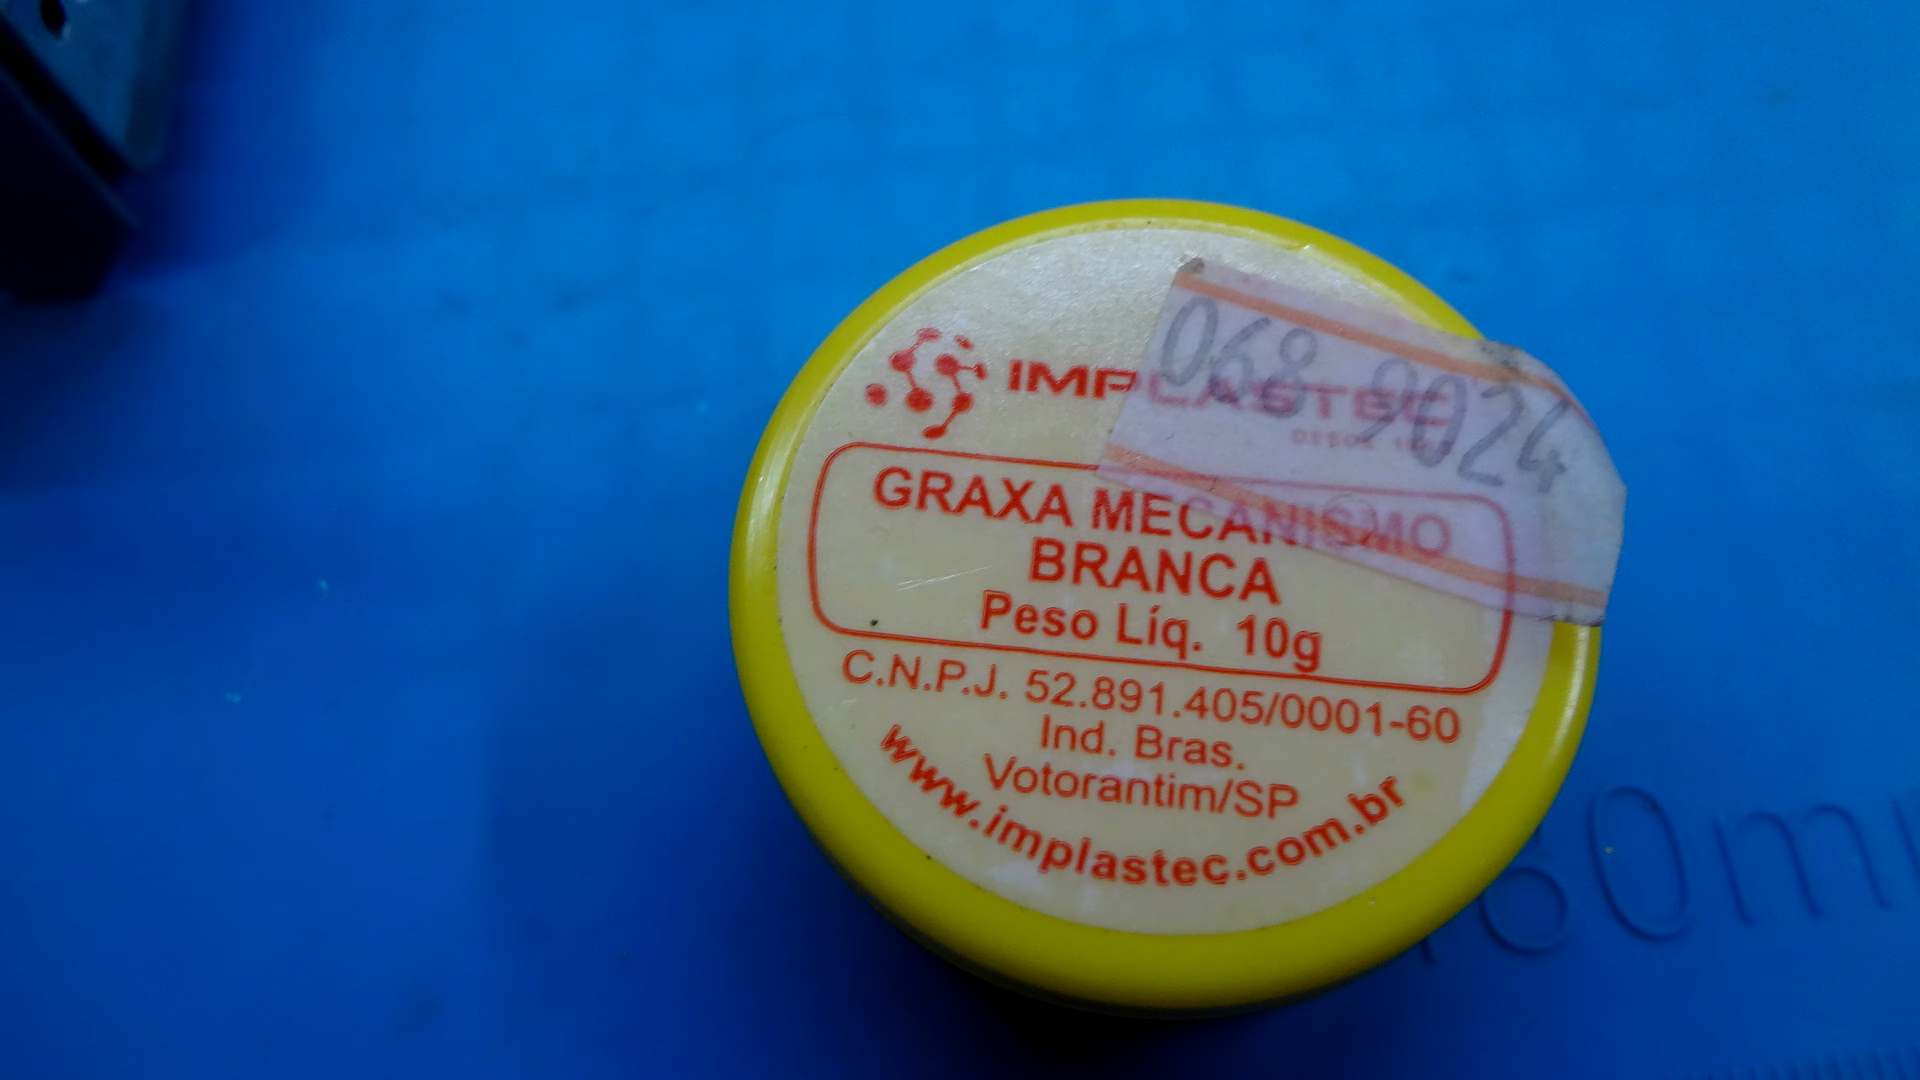 IMPLASTEC
068 9024
GRAXA MECANISMO
BRANCA
Peso Líq. 10g
C.N.P.J. 52.891.405/0001-60
Ind. Bras.
Votorantim/SP
www.implastec.com.br